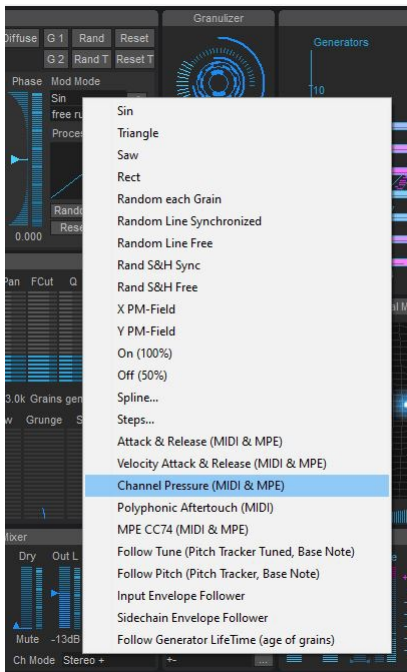 Granulizer
Diffuse G 1 Rand Reset
Generators
G 2 Rand T Reset T
Phase Mod Mode
10
Sin
free ru
Proces
Rando
Rese
0.000
Sin
Triangle
Saw
Rect
Random each Grain
Random Line Synchronized
Random Line Free
Rand S&H Sync
Rand S&H Free
X PM-Field
Y PM-Field
On (100%)
Off (50%)
Spline...
Steps...
Attack & Release (MIDI & MPE)
Velocity Attack & Release (MIDI & MPE)
Channel Pressure (MIDI & MPE)
Polyphonic Aftertouch (MIDI)
MPE CC74 (MIDI & MPE)
Follow Tune (Pitch Tracker Tuned, Base Note)
Follow Pitch (Pitch Tracker, Base Note)
Input Envelope Follower
Sidechain Envelope Follower
Follow Generator LifeTime (age of grains)
Pan FCut Q
al M
3.0k Grains gen
w Grunge S
Mixer
Dry Out L
e
Mute -13dB
Ch Mode Stereo + +- ...